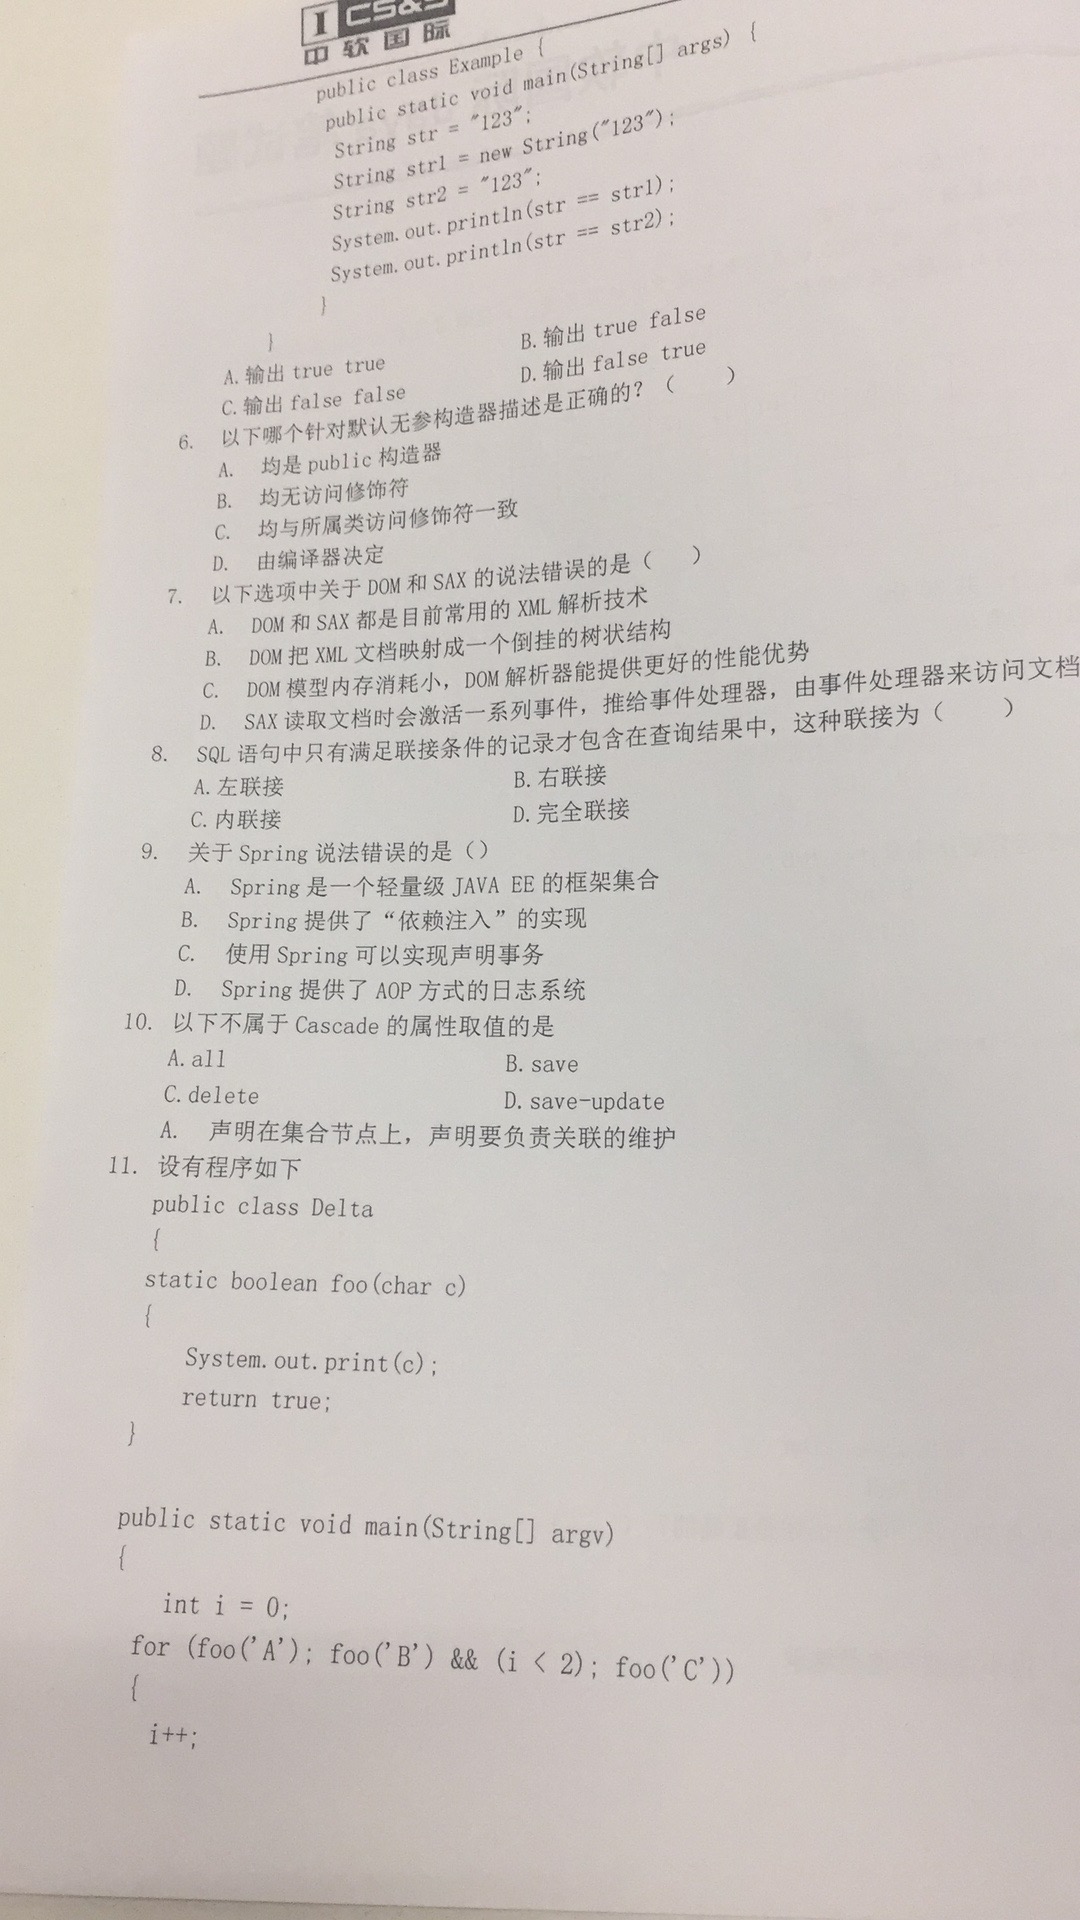 I CS&S
中软国际
public class Example {
public static void main(String[] args) {
String str = "123";
String str1 = new String("123");
String str2 = "123";
System.out.println(str == str1);
System.out.println(str == str2);
}
}
A.输出 true true B.输出 true false
C.输出 false false D.输出 false true
6. 以下哪个针对默认无参构造器描述是正确的?( )
A. 均是 public 构造器
B. 均无访问修饰符
C. 均与所属类访问修饰符一致
D. 由编译器决定
7. 以下选项中关于 DOM 和 SAX 的说法错误的是( )
A. DOM 和 SAX 都是目前常用的 XML 解析技术
B. DOM 把 XML 文档映射成一个倒挂的树状结构
C. DOM 模型内存消耗小，DOM 解析器能提供更好的性能优势
D. SAX 读取文档时会激活一系列事件，推给事件处理器，由事件处理器来访问文档
8. SQL 语句中只有满足联接条件的记录才包含在查询结果中，这种联接为( )
A.左联接 B.右联接
C.内联接 D.完全联接
9. 关于 Spring 说法错误的是()
A. Spring 是一个轻量级 JAVA EE 的框架集合
B. Spring 提供了“依赖注入”的实现
C. 使用 Spring 可以实现声明事务
D. Spring 提供了 AOP 方式的日志系统
10. 以下不属于 Cascade 的属性取值的是
A.all B.save
C.delete D.save-update
A. 声明在集合节点上，声明要负责关联的维护
11. 设有程序如下
public class Delta
{
static boolean foo(char c)
{
System.out.print(c);
return true;
}
public static void main(String[] argv)
{
int i = 0;
for (foo('A'); foo('B') && (i < 2); foo('C'))
{
i++;